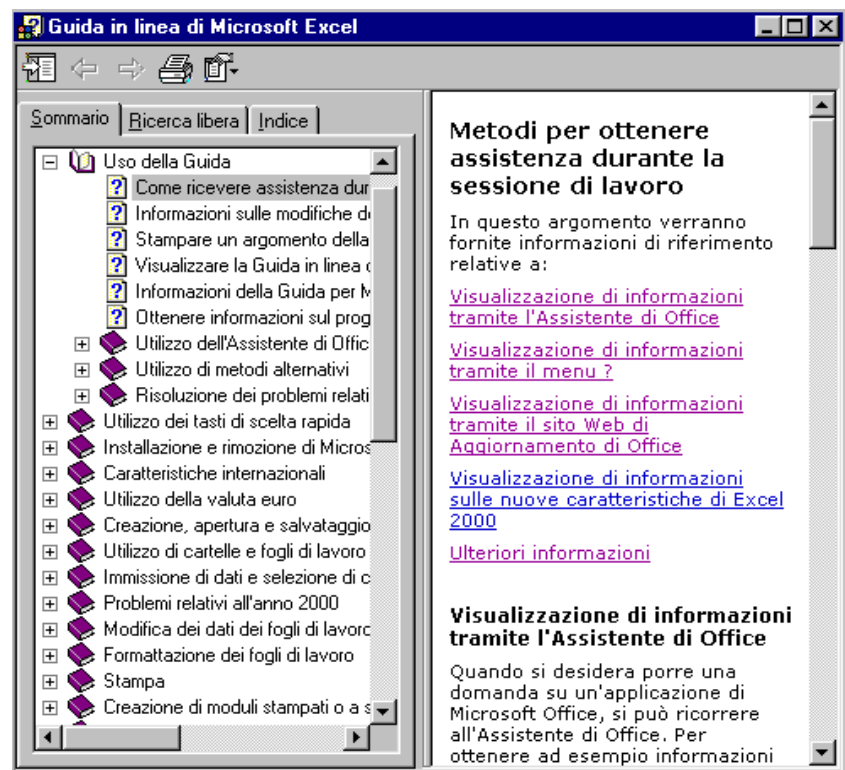 Guida in linea di Microsoft Excel
Sommario
Ricerca libera
Indice
Uso della Guida
Come ricevere assistenza dur
Informazioni sulle modifiche d
Stampare un argomento della
Visualizzare la Guida in linea
Informazioni della Guida per M
Ottenere informazioni sul prog
Utilizzo dell'Assistente di Offic
Utilizzo di metodi alternativi
Risoluzione dei problemi relati
Utilizzo dei tasti di scelta rapida
Installazione e rimozione di Micros
Caratteristiche internazionali
Utilizzo della valuta euro
Creazione, apertura e salvataggio
Utilizzo di cartelle e fogli di lavoro
Immissione di dati e selezione di c
Problemi relativi all'anno 2000
Modifica dei dati dei fogli di lavoro
Formattazione dei fogli di lavoro
Stampa
Creazione di moduli stampati o a s
Metodi per ottenere
assistenza durante la
sessione di lavoro
In questo argomento verranno
fornite informazioni di riferimento
relative a:
Visualizzazione di informazioni
tramite l'Assistente di Office
Visualizzazione di informazioni
tramite il menu ?
Visualizzazione di informazioni
tramite il sito Web di
Aggiornamento di Office
Visualizzazione di informazioni
sulle nuove caratteristiche di Excel
2000
Ulteriori informazioni
Visualizzazione di informazioni
tramite l'Assistente di Office
Quando si desidera porre una
domanda su un'applicazione di
Microsoft Office, si può ricorrere
all'Assistente di Office. Per
ottenere ad esempio informazioni